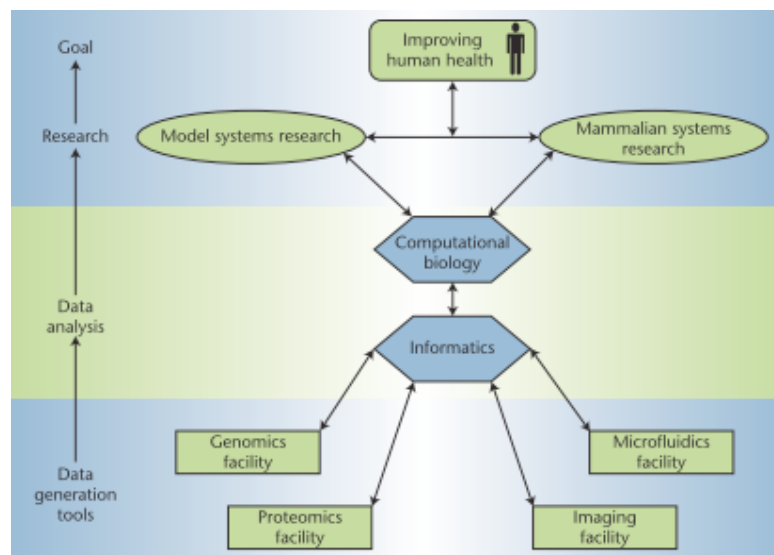 Goal
Improving
human health
Research
Model systems research
Mammalian systems
research
Computational
biology
Data
analysis
Informatics
Genomics
facility
Microfluidics
facility
Data
generation
tools
Proteomics
facility
Imaging
facility